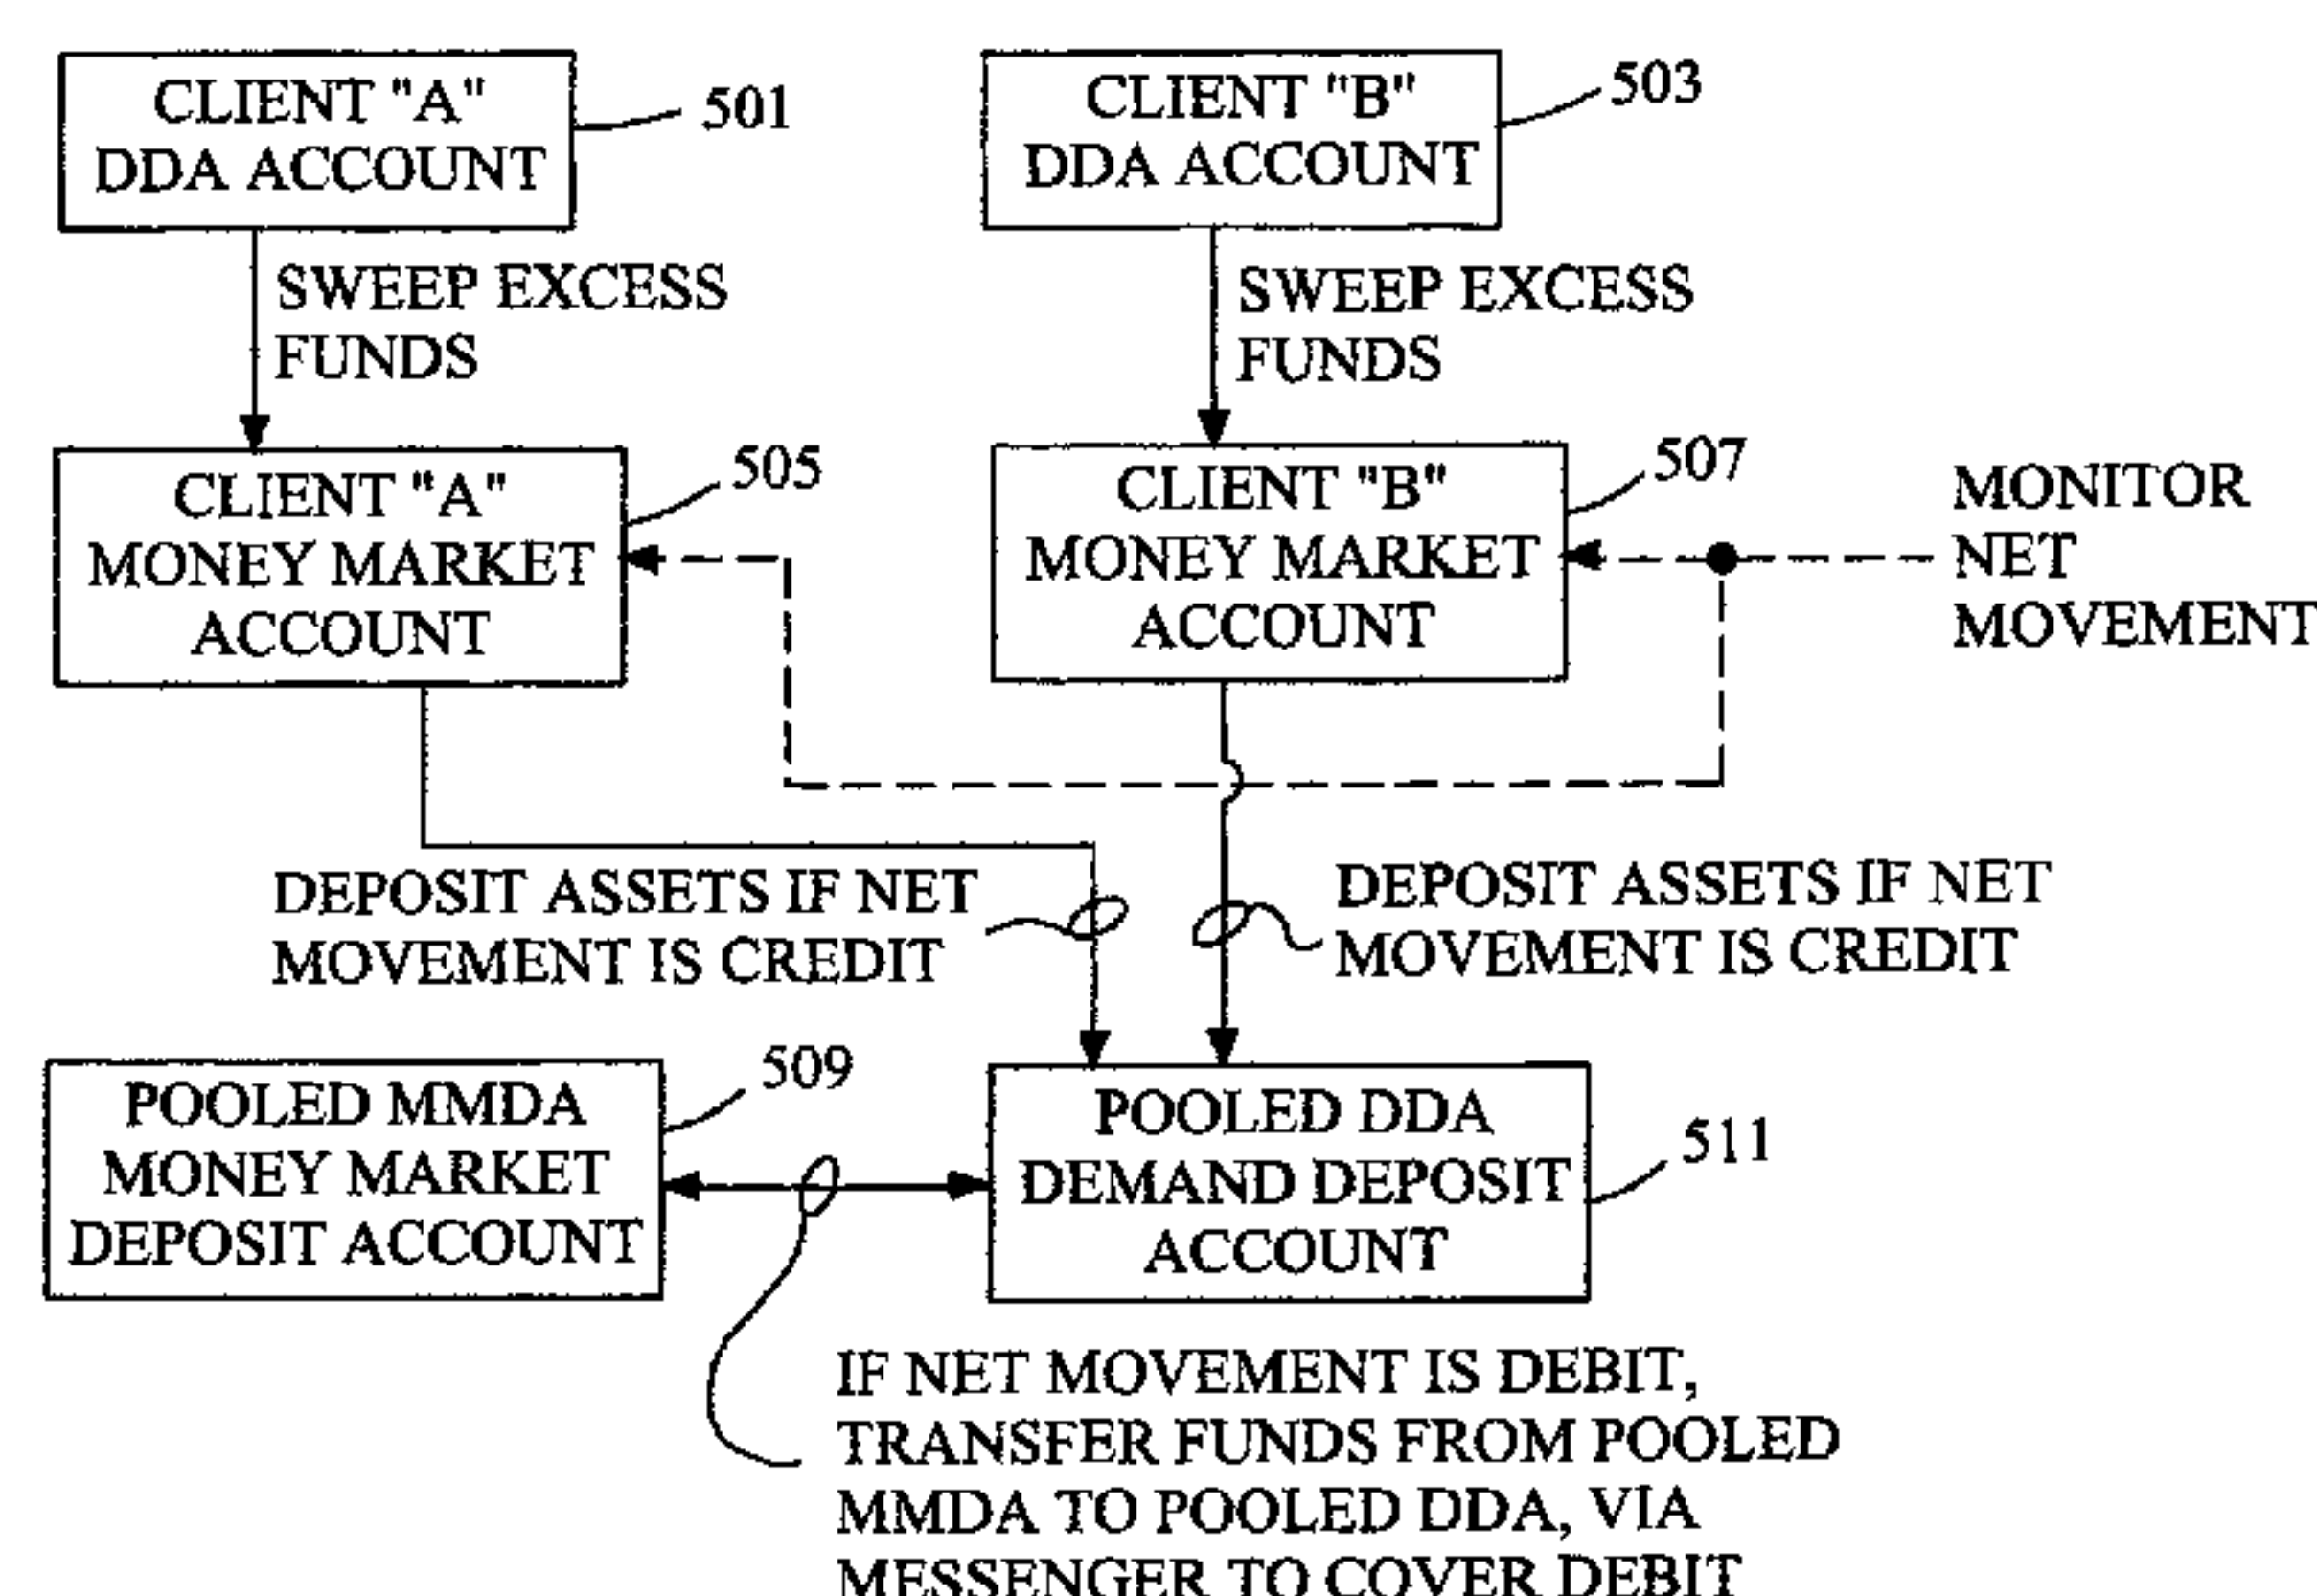 CLIENT "A"
DDA ACCOUNT
501
CLIENT "B"
DDA ACCOUNT
503
SWEEP EXCESS
FUNDS
SWEEP EXCESS
FUNDS
CLIENT "A"
MONEY MARKET
ACCOUNT
505
CLIENT "B"
MONEY MARKET
ACCOUNT
507
MONITOR
NET
MOVEMENT
DEPOSIT ASSETS IF NET
MOVEMENT IS CREDIT
DEPOSIT ASSETS IF NET
MOVEMENT IS CREDIT
POOLED MMDA
MONEY MARKET
DEPOSIT ACCOUNT
509
POOLED DDA
DEMAND DEPOSIT
ACCOUNT
511
IF NET MOVEMENT IS DEBIT,
TRANSFER FUNDS FROM POOLED
MMDA TO POOLED DDA, VIA
MESSENGER TO COVER DEBIT